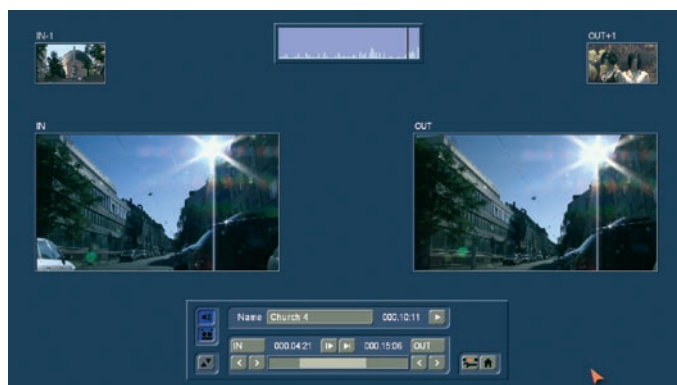 IN-1
OUT+1
IN
OUT
Name Church 4 000.10:11
IN 000.04:21 000.15:06 OUT